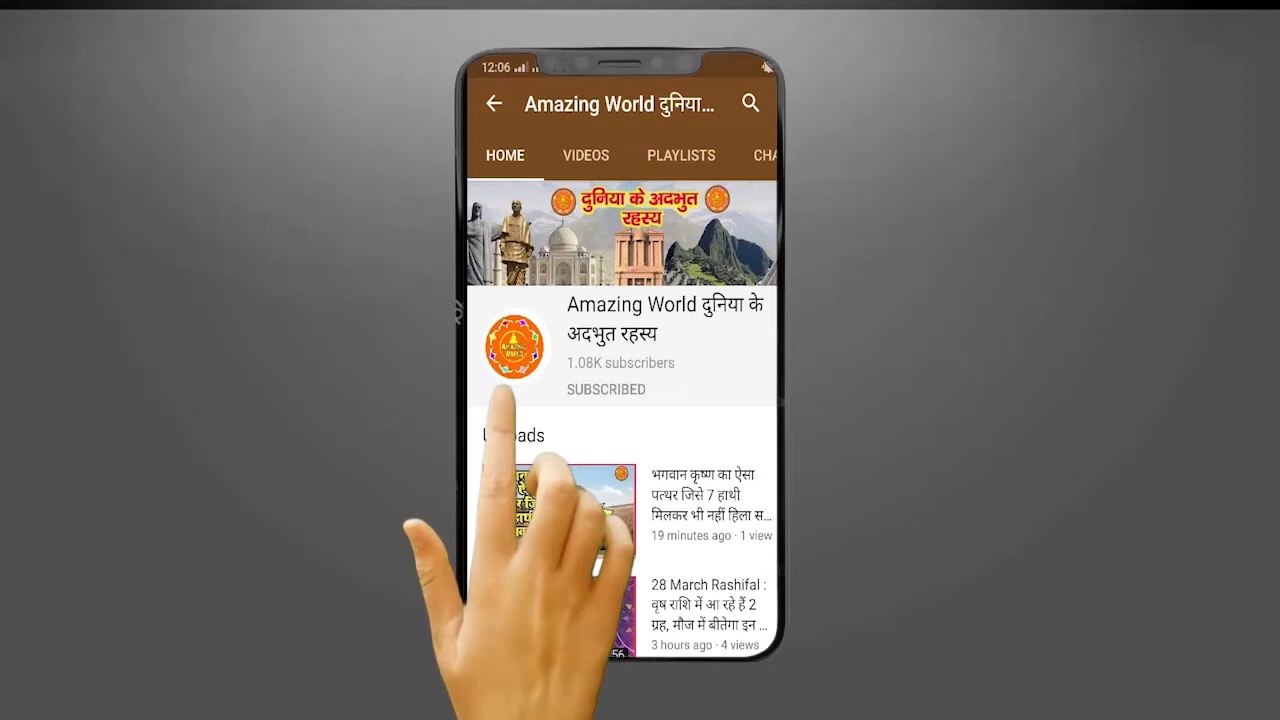 12:06
Amazing World दुनिया...
HOME VIDEOS PLAYLISTS CHA
दुनिया के अदभुत
रहस्य
Amazing World दुनिया के
अदभुत रहस्य
AMAZING
WORLD
1.08K subscribers
SUBSCRIBED
भगवान कृष्ण का ऐसा
पत्थर जिसे 7 हाथी
मिलकर भी नहीं हिला स...
19 minutes ago · 1 view
28 March Rashifal :
वृष राशि में आ रहे हैं 2
ग्रह, मौज में बीतेगा इन ...
3 hours ago · 4 views